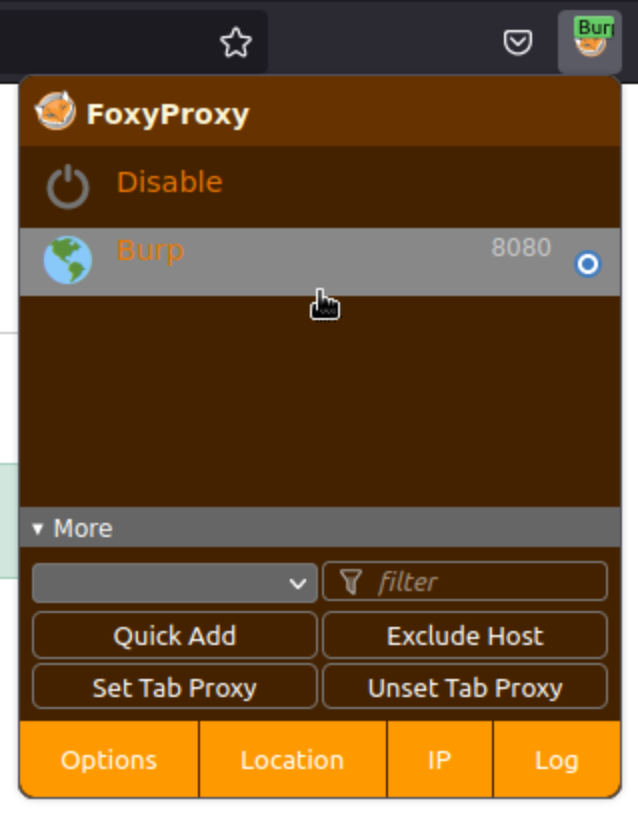 Burp
FoxyProxy
Disable
Burp 8080
More
filter
Quick Add Exclude Host
Set Tab Proxy Unset Tab Proxy
Options Location IP Log